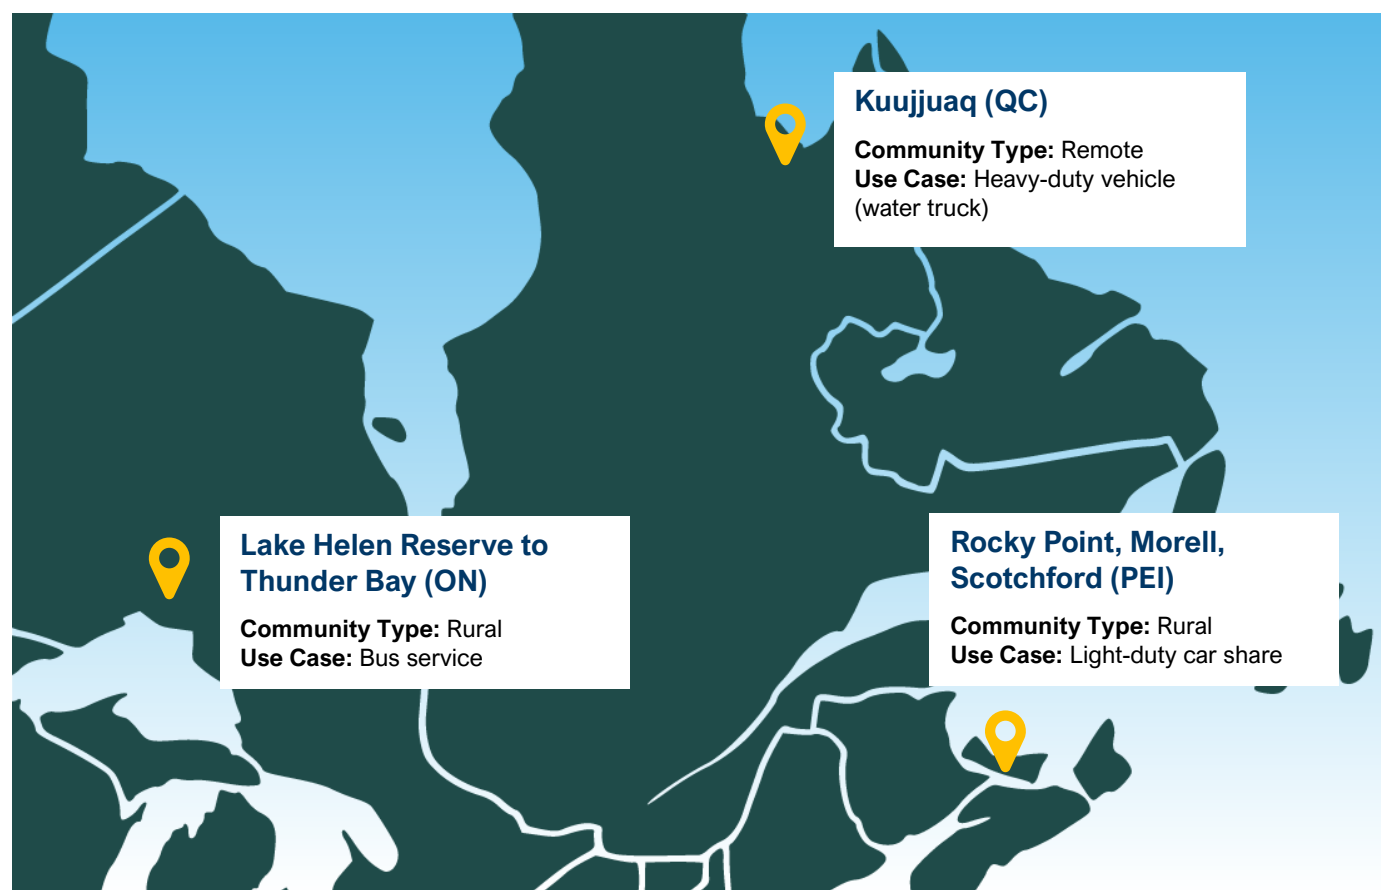 Kuujjuaq (QC)
Community Type: Remote
Use Case: Heavy-duty vehicle
(water truck)
Lake Helen Reserve to
Thunder Bay (ON)
Community Type: Rural
Use Case: Bus service
Rocky Point, Morell,
Scotchford (PEI)
Community Type: Rural
Use Case: Light-duty car share